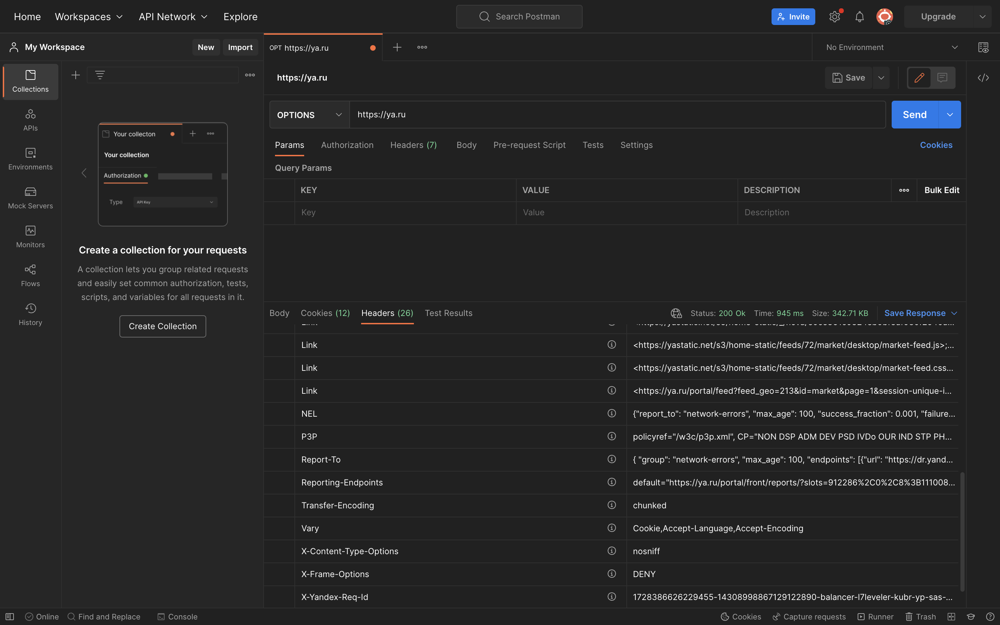 Home Workspaces API Network Explore
Search Postman
Invite
Upgrade
My Workspace New Import
OPT https://ya.ru
No Environment
https://ya.ru
Save
Collections
APIs
Environments
Mock Servers
Monitors
Flows
History
Your collecton
Your collection
Authorization
Type API Key
Create a collection for your requests
A collection lets you group related requests
and easily set common authorization, tests,
scripts, and variables for all requests in it.
Create Collection
OPTIONS https://ya.ru Send
Params Authorization Headers (7) Body Pre-request Script Tests Settings Cookies
Query Params
KEY VALUE DESCRIPTION Bulk Edit
Key Value Description
Body Cookies (12) Headers (26) Test Results Status: 200 Ok Time: 945 ms Size: 342.71 KB Save Response
Link <https://yastatic.net/s3/home-static/feeds/72/market/desktop/market-feed.js>;...
Link <https://yastatic.net/s3/home-static/feeds/72/market/desktop/market-feed.css...
Link <https://ya.ru/portal/feed?feed_geo=213&id=market&page=1&session-unique-i...
NEL {"report_to": "network-errors", "max_age": 100, "success_fraction": 0.001, "failure...
P3P policyref="/w3c/p3p.xml", CP="NON DSP ADM DEV PSD IVDo OUR IND STP PH...
Report-To { "group": "network-errors", "max_age": 100, "endpoints": [{"url": "https://dr.yand...
Reporting-Endpoints default="https://ya.ru/portal/front/reports/?slots=912286%2C0%2C8%3B111008...
Transfer-Encoding chunked
Vary Cookie,Accept-Language,Accept-Encoding
X-Content-Type-Options nosniff
X-Frame-Options DENY
X-Yandex-Req-Id 1728386626229455-14308998867129122890-balancer-l7leveler-kubr-yp-sas-...
Online Find and Replace Console Cookies Capture requests Runner Trash